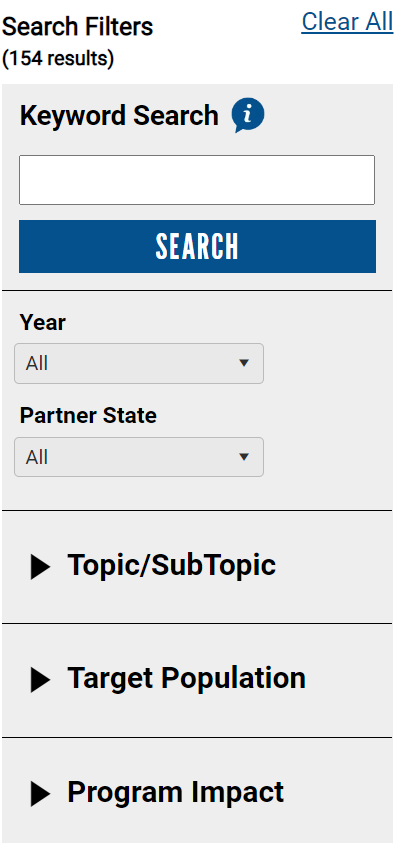 Search Filters
Clear All
(154 results)
Keyword Search i
SEARCH
Year
All
Partner State
All
Topic/SubTopic
Target Population
Program Impact